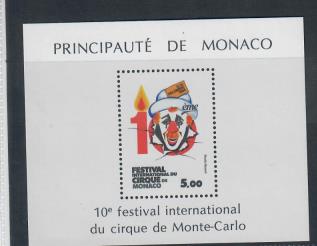 PRINCIPAUTÉ DE MONACO
10
ème
FESTIVAL
INTERNATIONAL DU
CIRQUE DE
MONACO
5,00
10e festival international
du cirque de Monte-Carlo